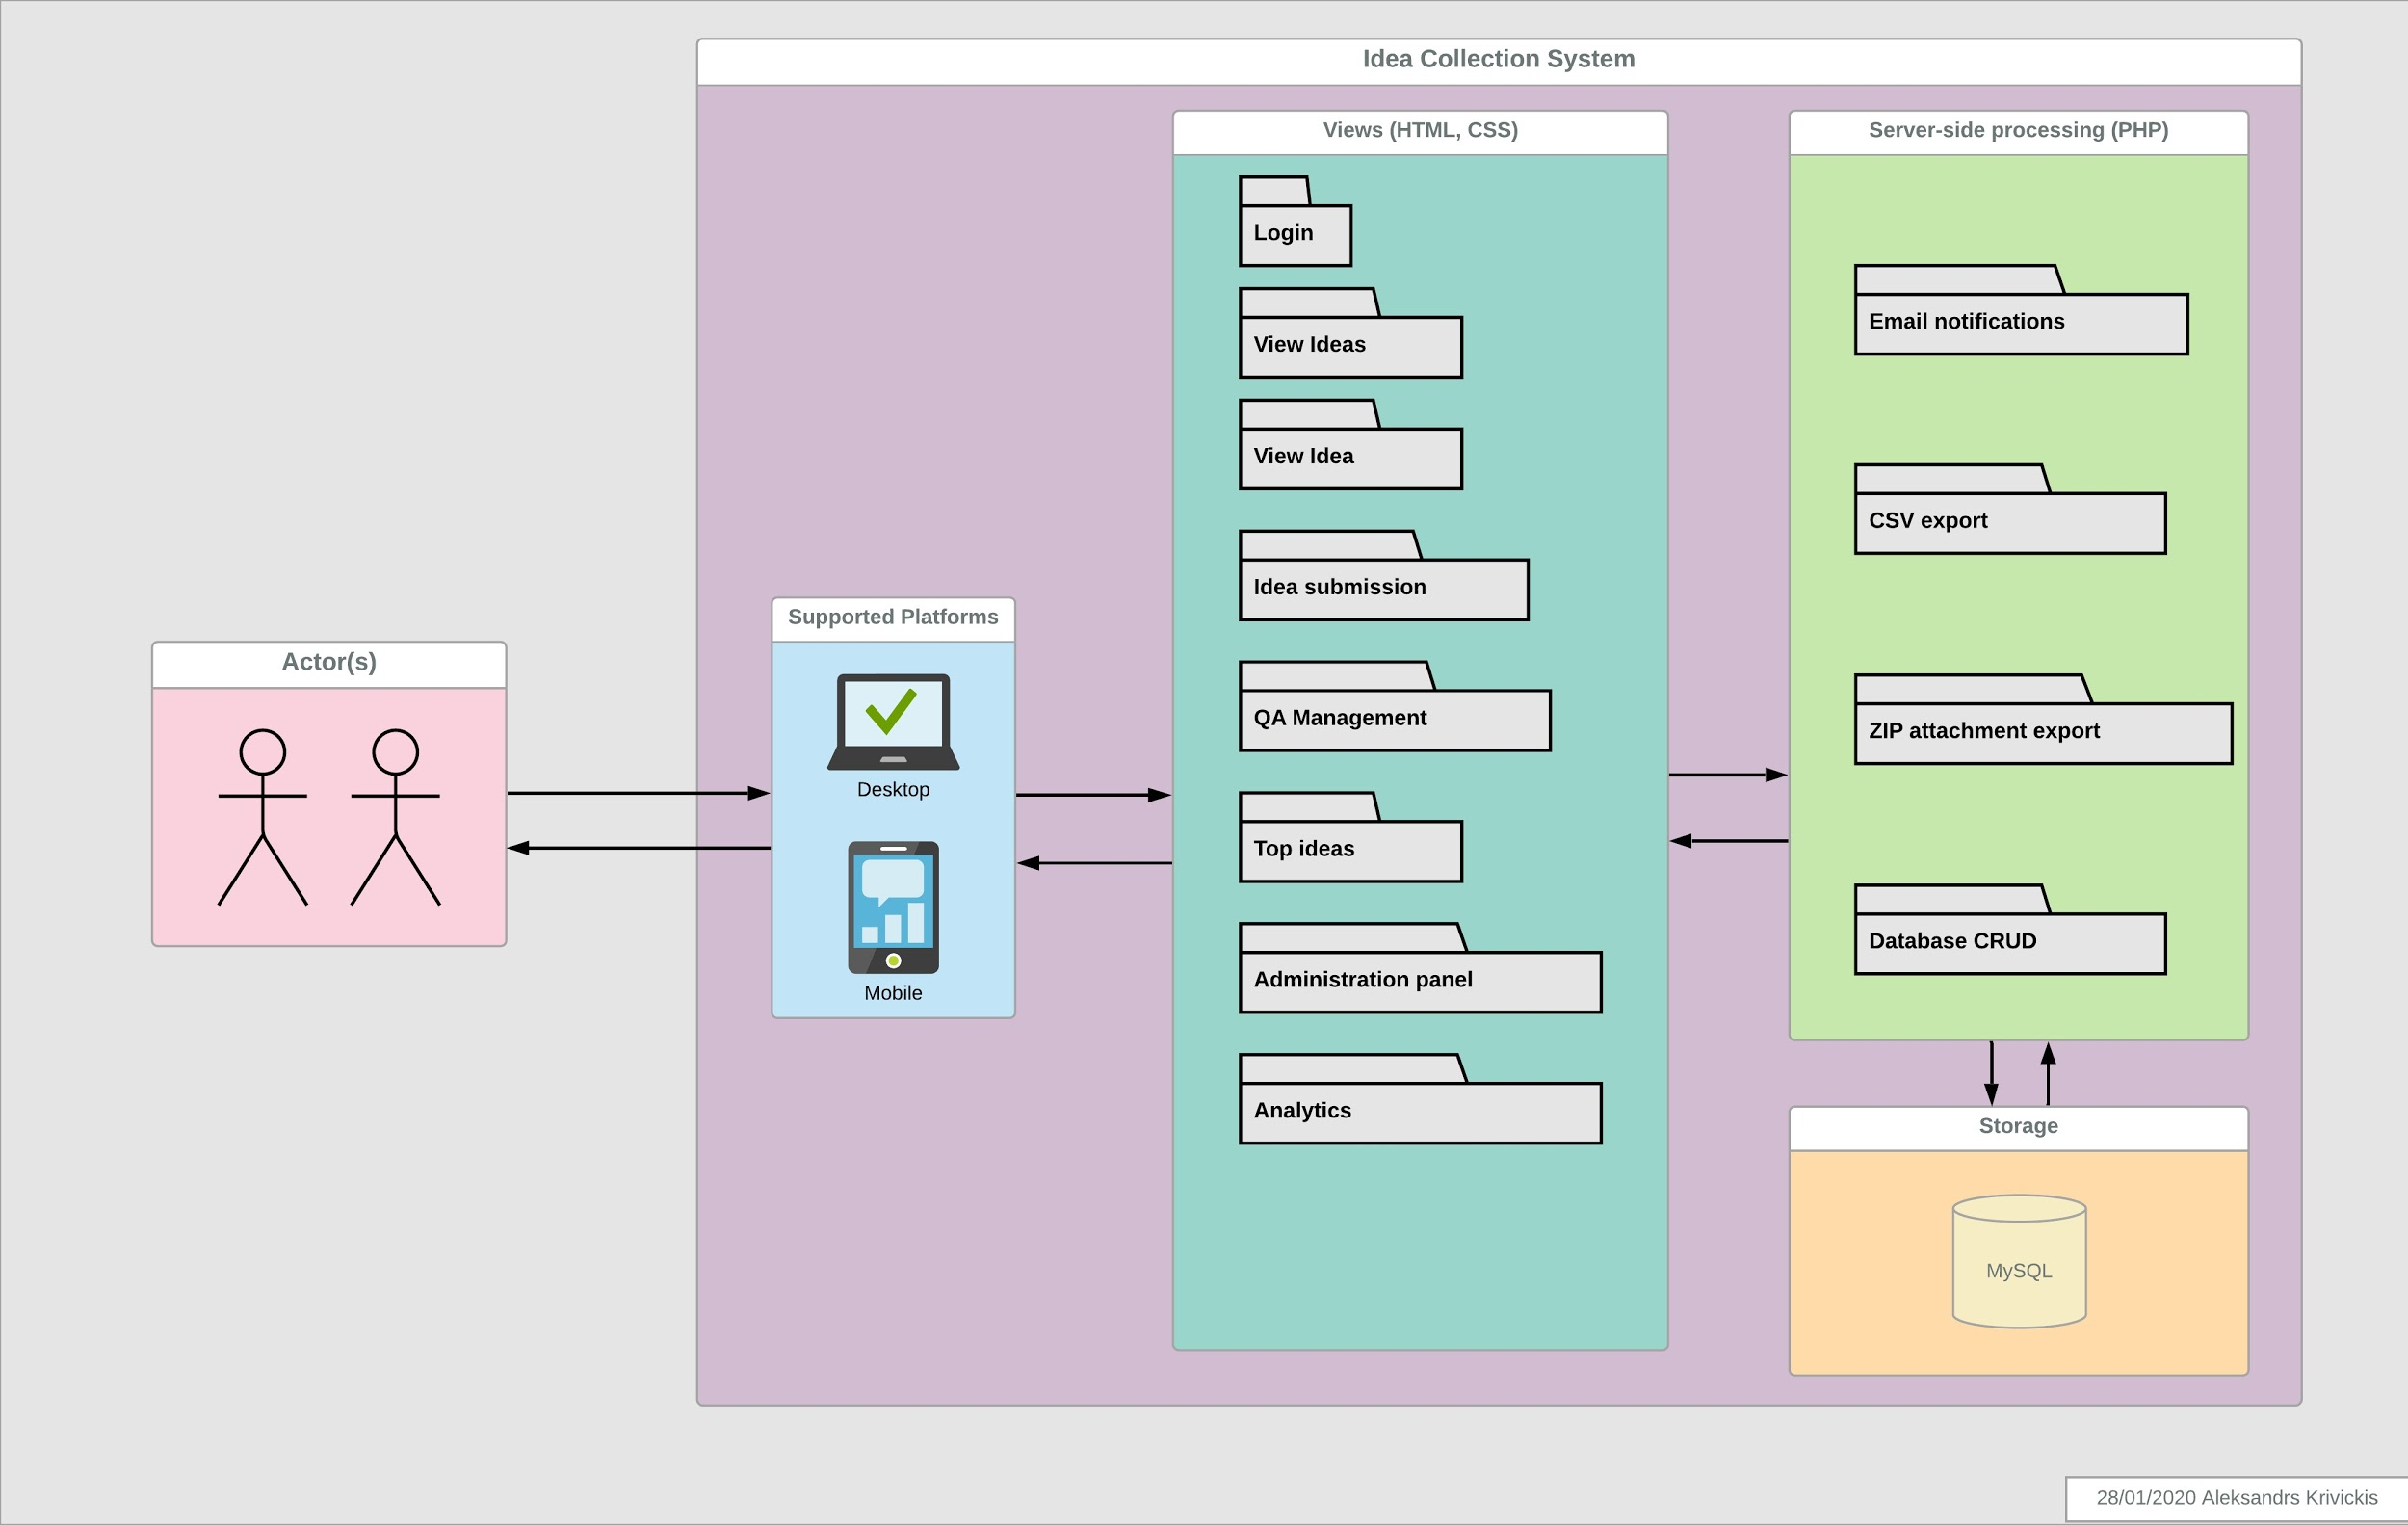 Idea Collection System
Actor(s)
Supported Platforms
Desktop
Mobile
Views (HTML, CSS)
Login
View Ideas
View Idea
Idea submission
QA Management
Top ideas
Administration panel
Analytics
Server-side processing (PHP)
Email notifications
CSV export
ZIP attachment export
Database CRUD
Storage
MySQL
28/01/2020 Aleksandrs Krivickis